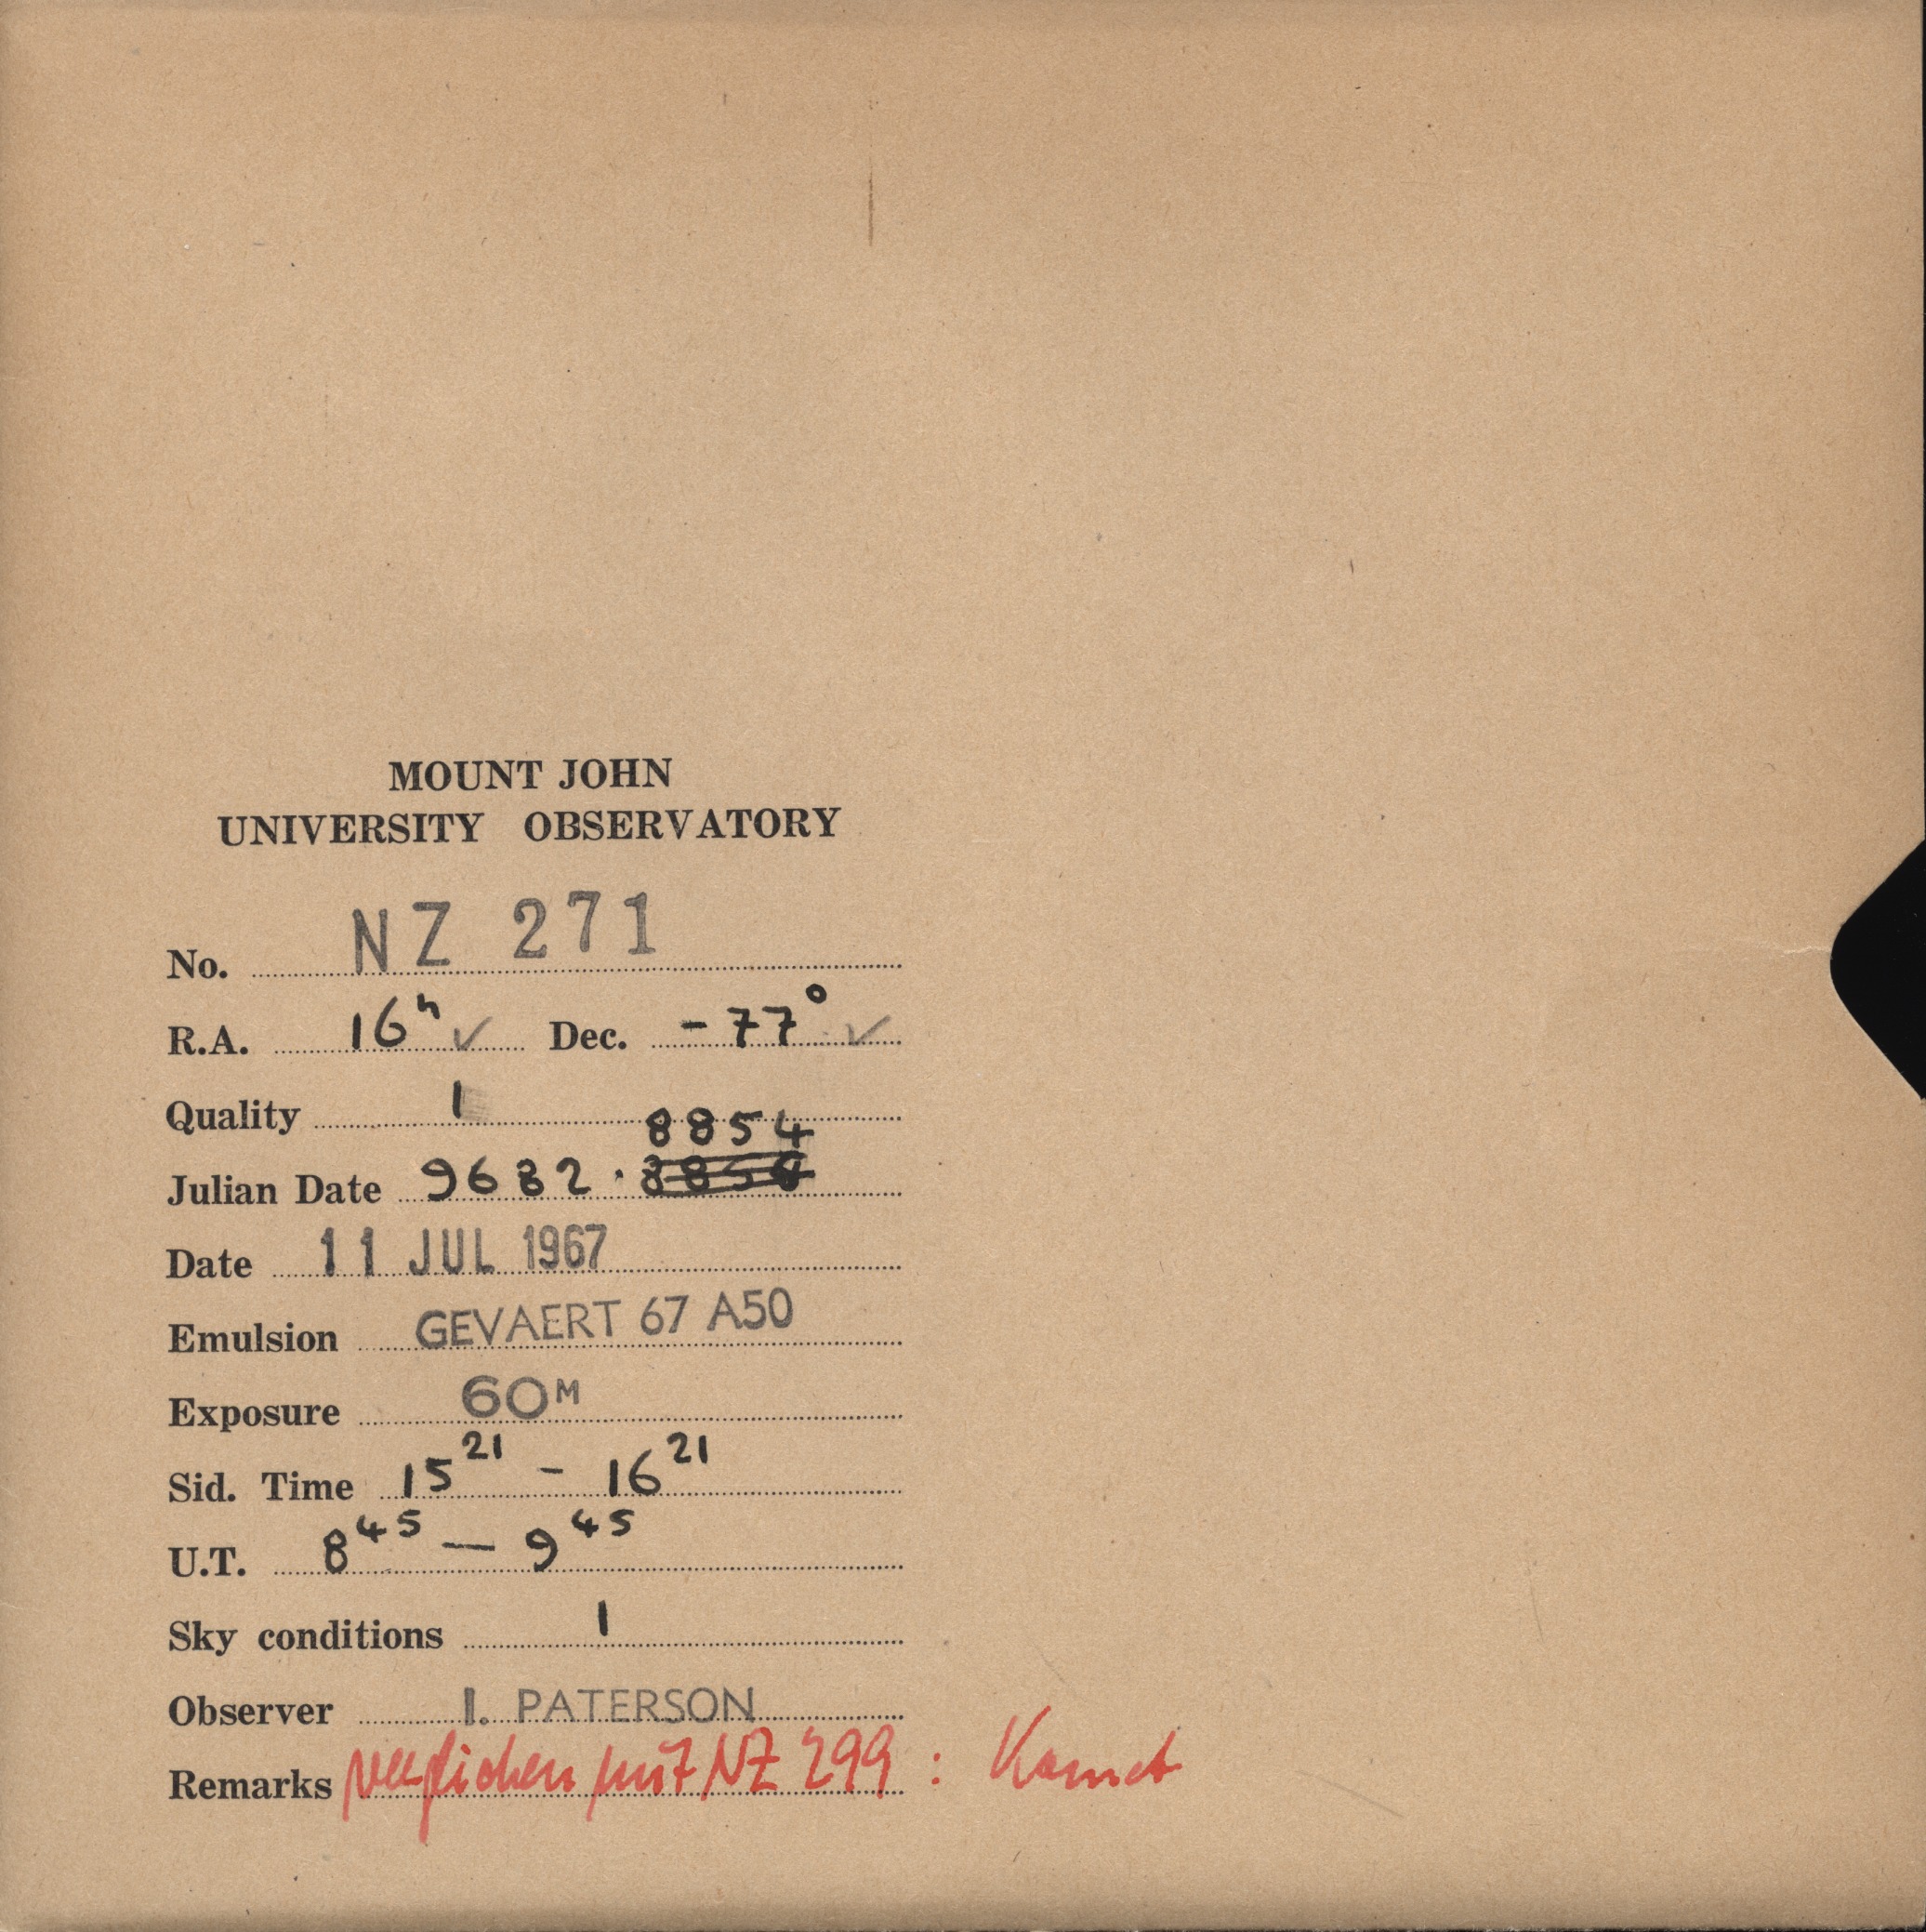 MOUNT JOHN
UNIVERSITY OBSERVATORY
No. NZ 271
R.A. 16h ✓ Dec. -77° ✓
Quality 1
8854
Julian Date 9682.
Date 11 JUL 1967
Emulsion GEVAERT 67 A50
Exposure 60M
Sid. Time 15 21 - 16 21
U.T. 8 45 — 9 45
Sky conditions 1
Observer I. PATERSON
Remarks verglichen mit NZ 299 : Komet